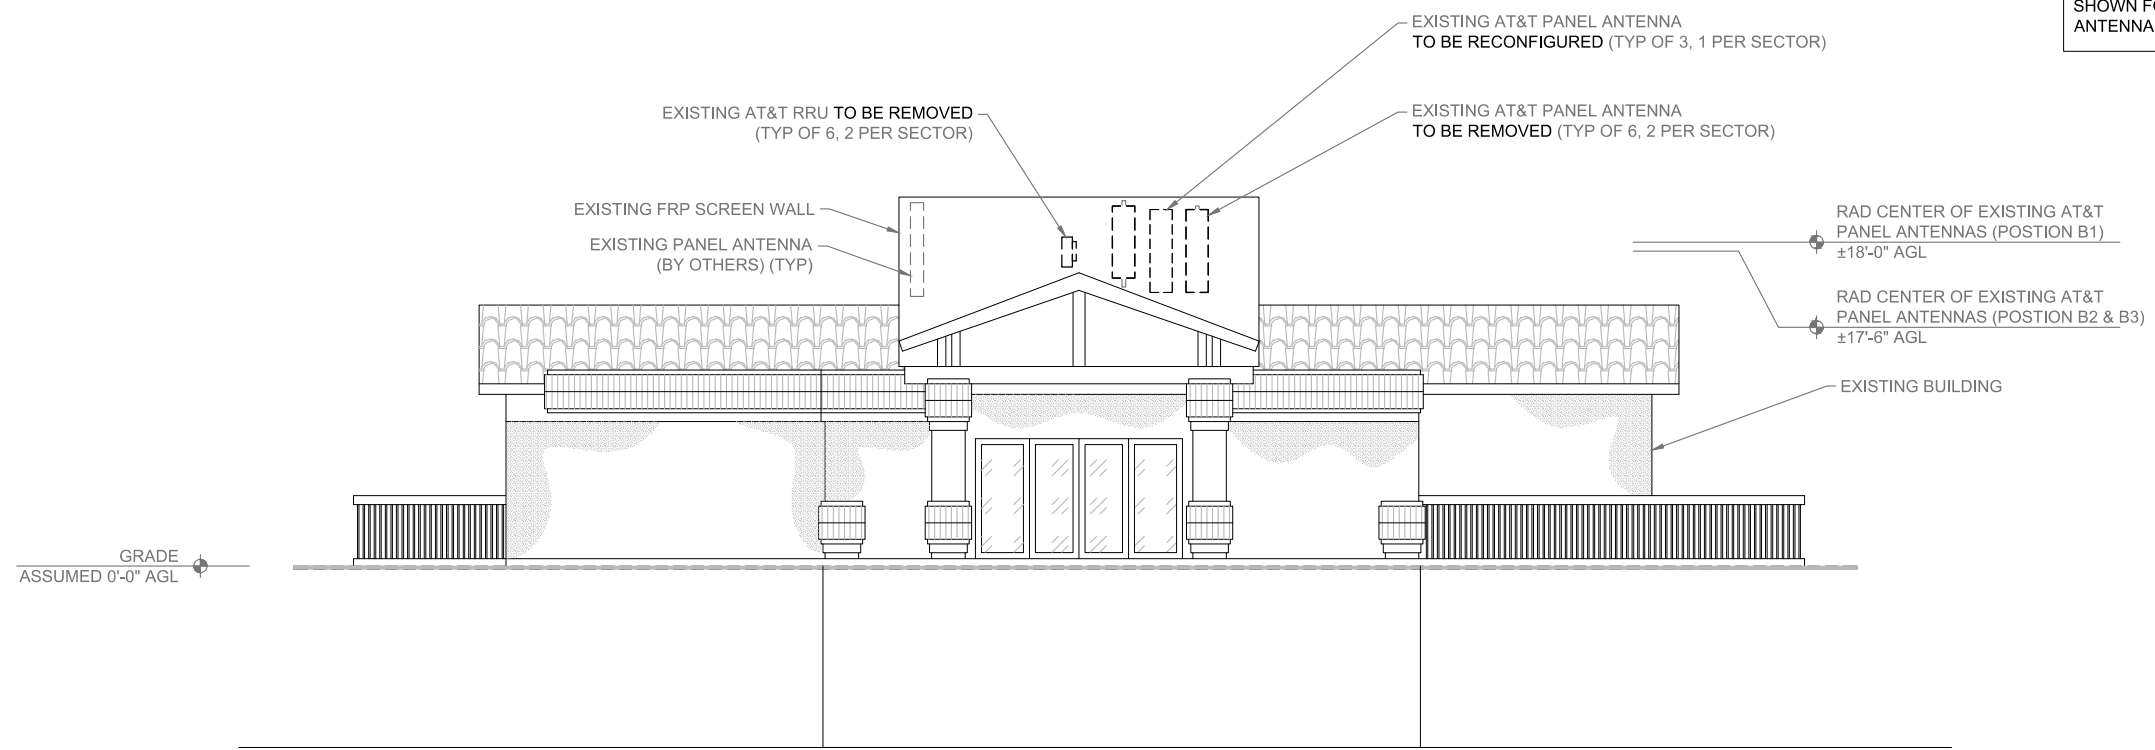 SHOWN FO
ANTENNA
EXISTING AT&T PANEL ANTENNA
TO BE RECONFIGURED (TYP OF 3, 1 PER SECTOR)
EXISTING AT&T RRU TO BE REMOVED
(TYP OF 6, 2 PER SECTOR)
EXISTING AT&T PANEL ANTENNA
TO BE REMOVED (TYP OF 6, 2 PER SECTOR)
EXISTING FRP SCREEN WALL
EXISTING PANEL ANTENNA
(BY OTHERS) (TYP)
RAD CENTER OF EXISTING AT&T
PANEL ANTENNAS (POSTION B1)
±18'-0" AGL
RAD CENTER OF EXISTING AT&T
PANEL ANTENNAS (POSTION B2 & B3)
±17'-6" AGL
EXISTING BUILDING
GRADE
ASSUMED 0'-0" AGL